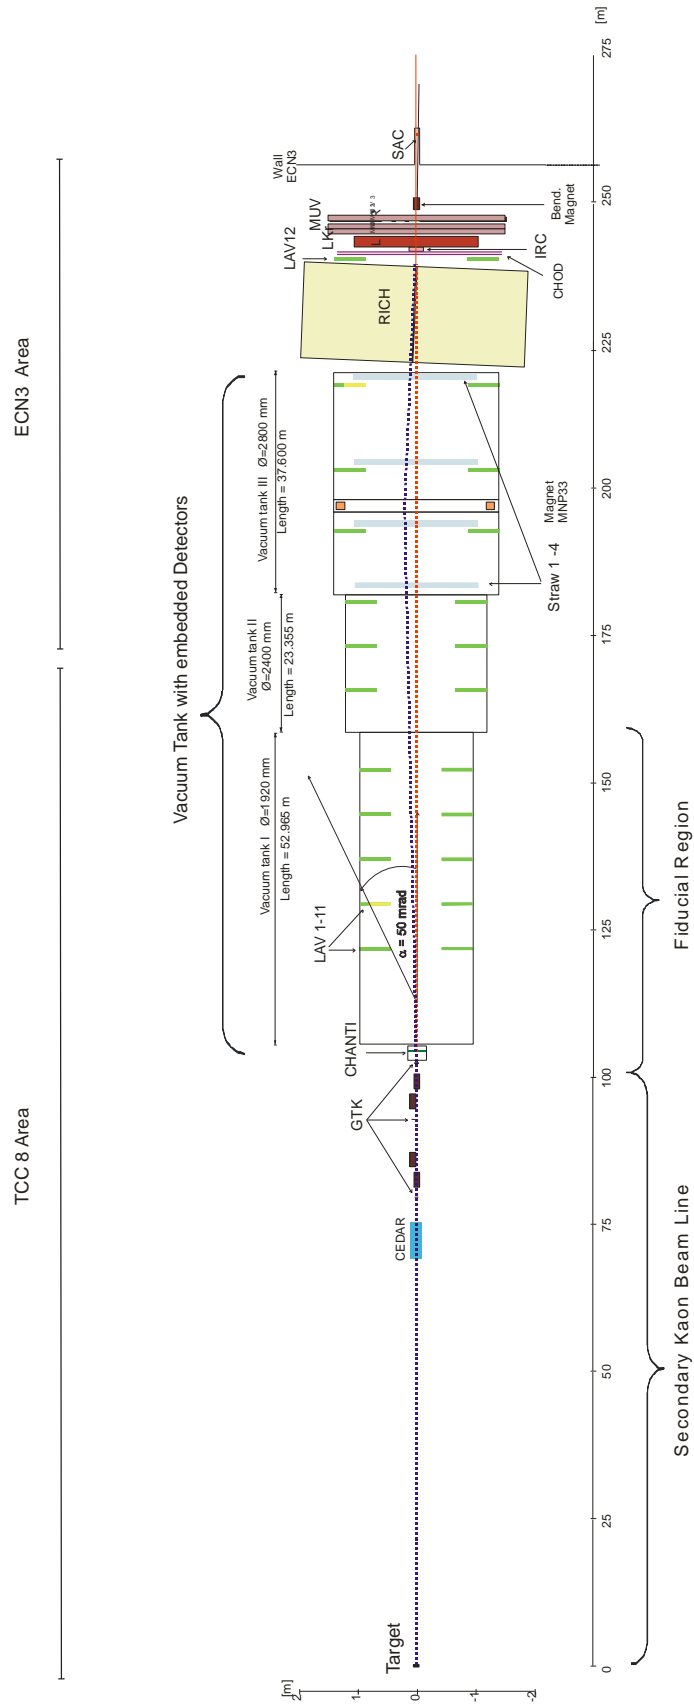 TCC 8 Area
ECN3 Area
Vacuum Tank with embedded Detectors
Vacuum tank I Ø=1920 mm
Length = 52.965 m
Vacuum tank II
Ø=2400 mm
Length = 23.355 m
Vacuum tank III Ø=2800 mm
Length = 37.600 m
[m]
2
1
0
-1
-2
Target
CEDAR
GTK
CHANTI
LAV 1-11
α = 50 mrad
RICH
LAV12
LKr
MUV
Wall
ECN3
SAC
Straw 1 -4
Magnet
MNP33
CHOD
IRC
Bend.
Magnet
0
25
50
75
100
125
150
175
200
225
250
275
[m]
Secondary Kaon Beam Line
Fiducial Region